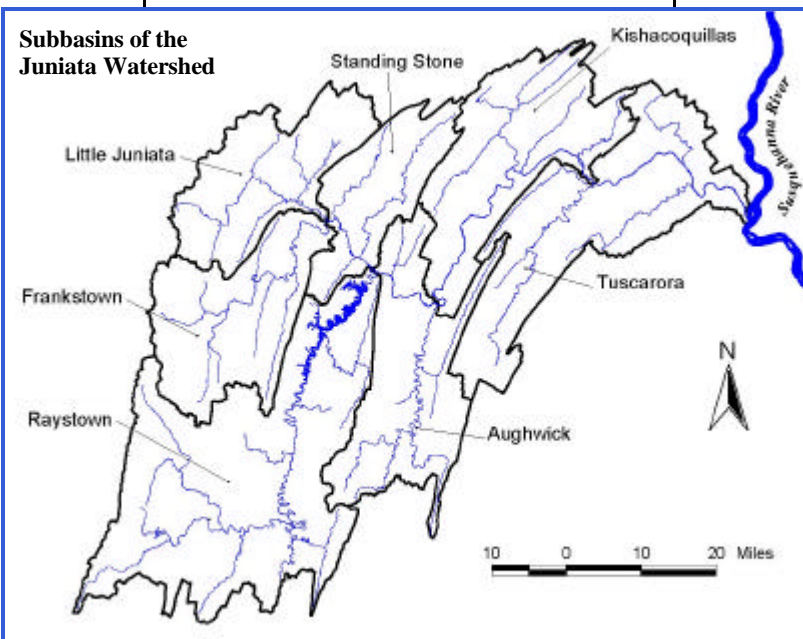 Subbasins of the
Juniata Watershed
Kishacoquillas
Standing Stone
Little Juniata
Susquehanna River
Frankstown
Tuscarora
N
Raystown
Aughwick
10 0 10 20 Miles